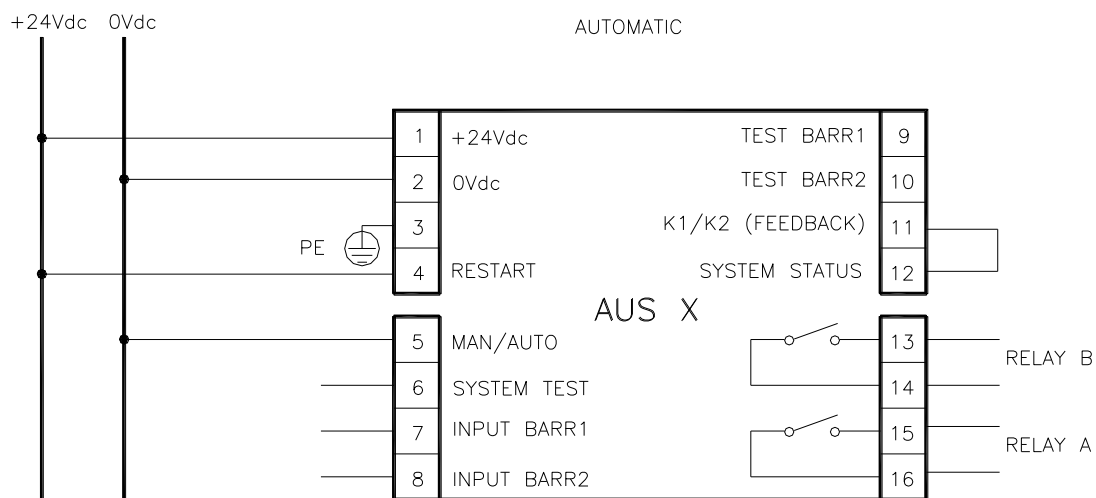 +24Vdc 0Vdc
AUTOMATIC
1 +24Vdc TEST BARR1 9
2 0Vdc TEST BARR2 10
3 K1/K2 (FEEDBACK) 11
PE
4 RESTART SYSTEM STATUS 12
AUS X
5 MAN/AUTO 13
RELAY B
6 SYSTEM TEST 14
7 INPUT BARR1 15
RELAY A
8 INPUT BARR2 16